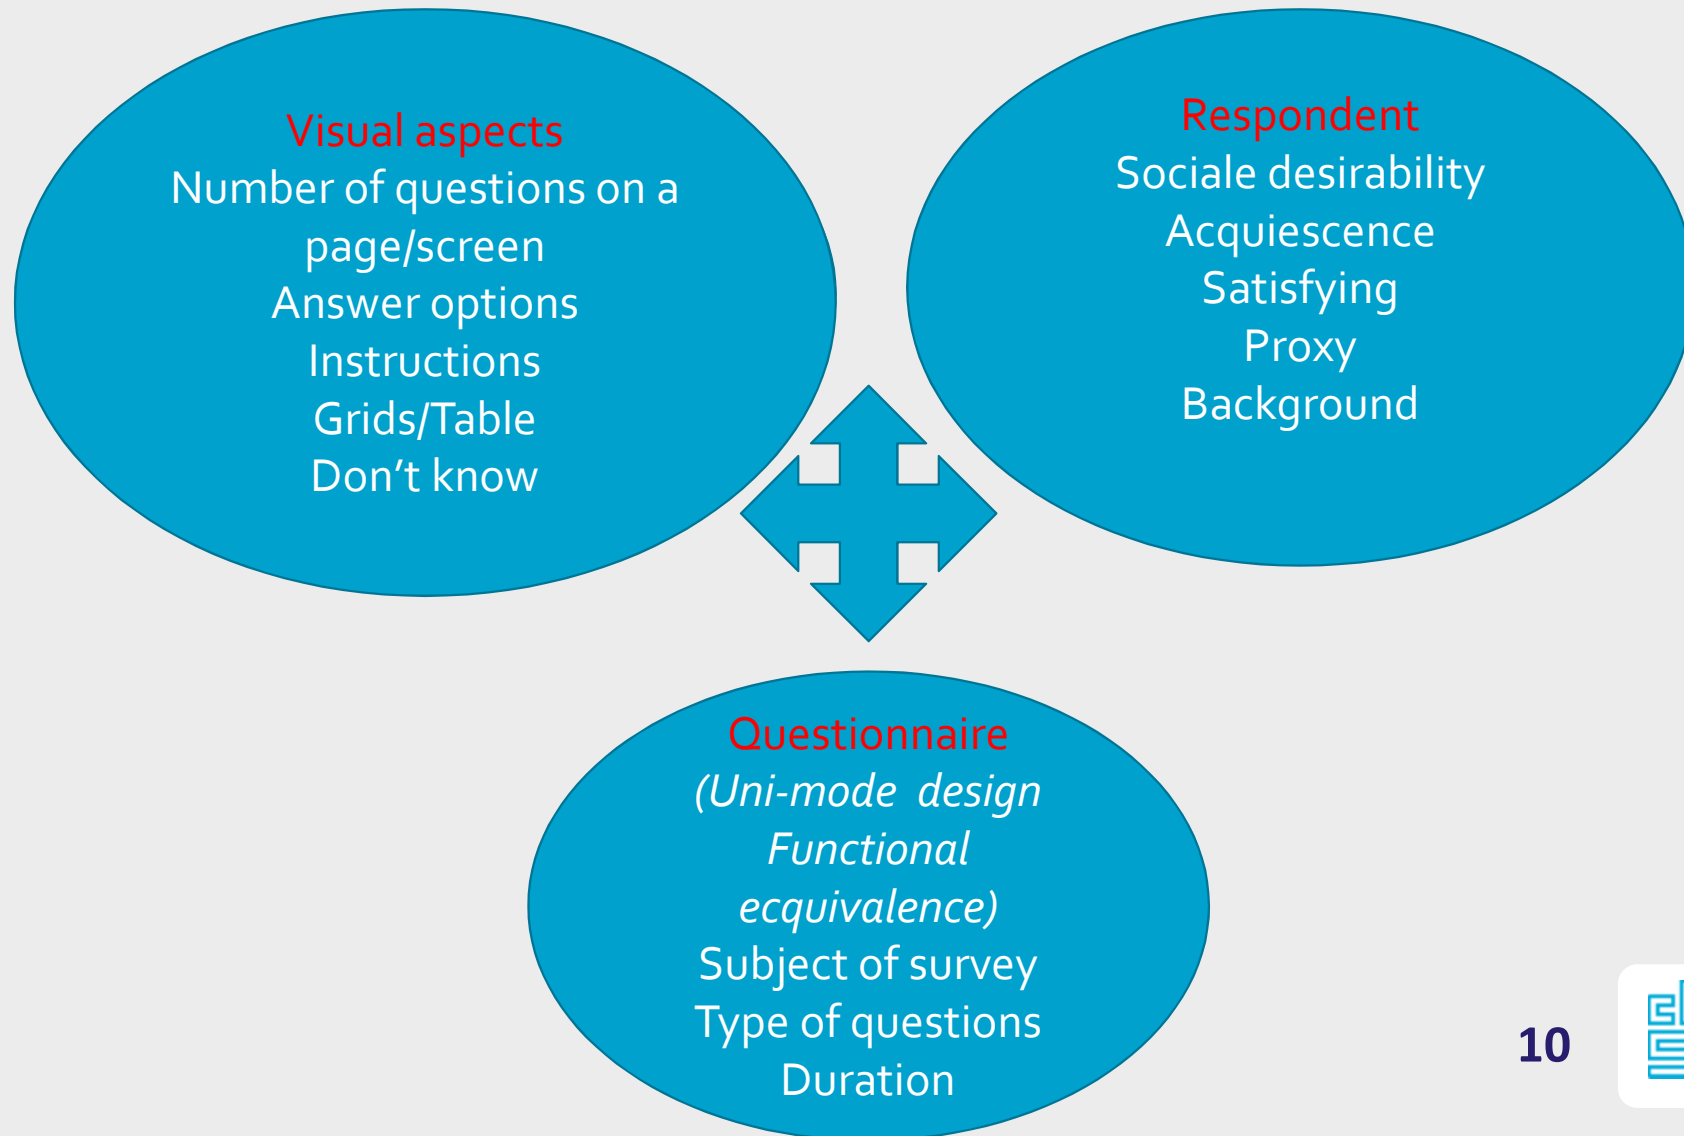 Visual aspects
Number of questions on a
page/screen
Answer options
Instructions
Grids/Table
Don't know
Respondent
Sociale desirability
Acquiescence
Satisfying
Proxy
Background
Questionnaire
(Uni-mode design
Functional
ecquivalence)
Subject of survey
Type of questions
Duration
10